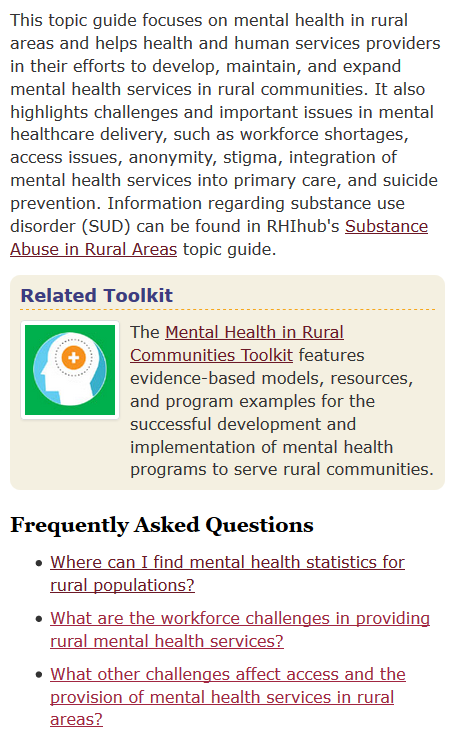 This topic guide focuses on mental health in rural
areas and helps health and human services providers
in their efforts to develop, maintain, and expand
mental health services in rural communities. It also
highlights challenges and important issues in mental
healthcare delivery, such as workforce shortages,
access issues, anonymity, stigma, integration of
mental health services into primary care, and suicide
prevention. Information regarding substance use
disorder (SUD) can be found in RHIhub's Substance
Abuse in Rural Areas topic guide.
Related Toolkit
The Mental Health in Rural
Communities Toolkit features
evidence-based models, resources,
and program examples for the
successful development and
implementation of mental health
programs to serve rural communities.
Frequently Asked Questions
• Where can I find mental health statistics for
rural populations?
• What are the workforce challenges in providing
rural mental health services?
• What other challenges affect access and the
provision of mental health services in rural
areas?